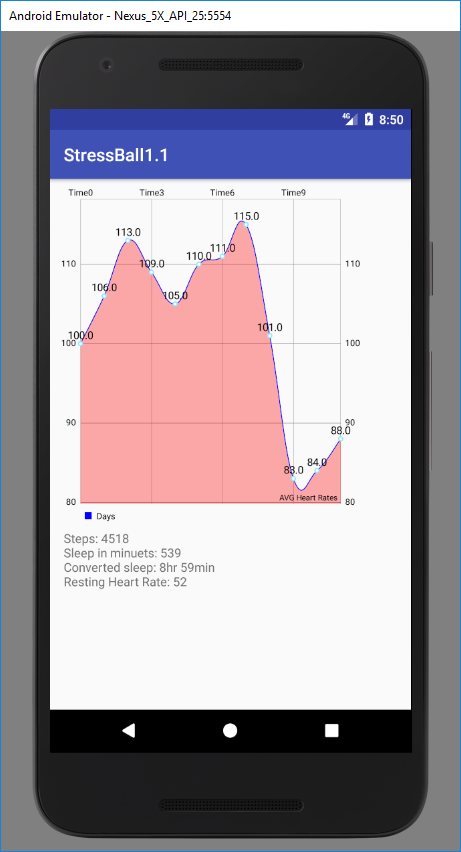 Android Emulator - Nexus_5X_API_25:5554
4G 8:50
StressBall1.1
Time0 Time3 Time6 Time9
115.0
113.0
111.0
110.0
109.0
110 110
106.0
105.0
101.0
100.0
100 100
90 90
88.0
84.0
83.0
AVG Heart Rates
80 80
Days
Steps: 4518
Sleep in minuets: 539
Converted sleep: 8hr 59min
Resting Heart Rate: 52